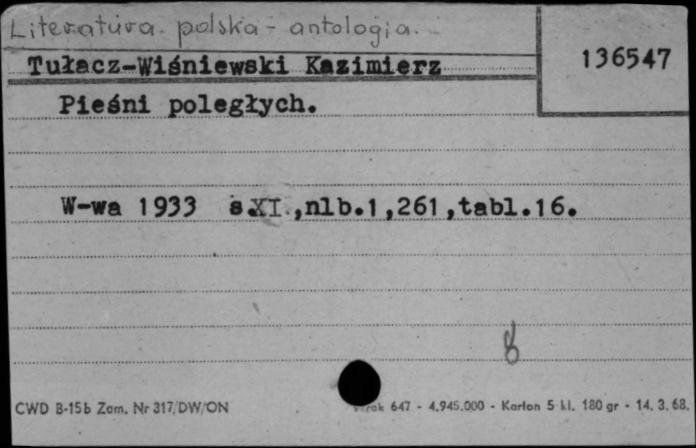 Literatura polska - antologia.
136547
Tułacz-Wiśniewski Kazimierz
Pieśni poległych.
W-wa 1933 s.XI.,nlb.1,261,tabl.16.
8
CWD B-15b Zam. Nr 317/DW/ON 647 - 4.945.000 - Karton 5 kl. 180 gr - 14. 3. 68.